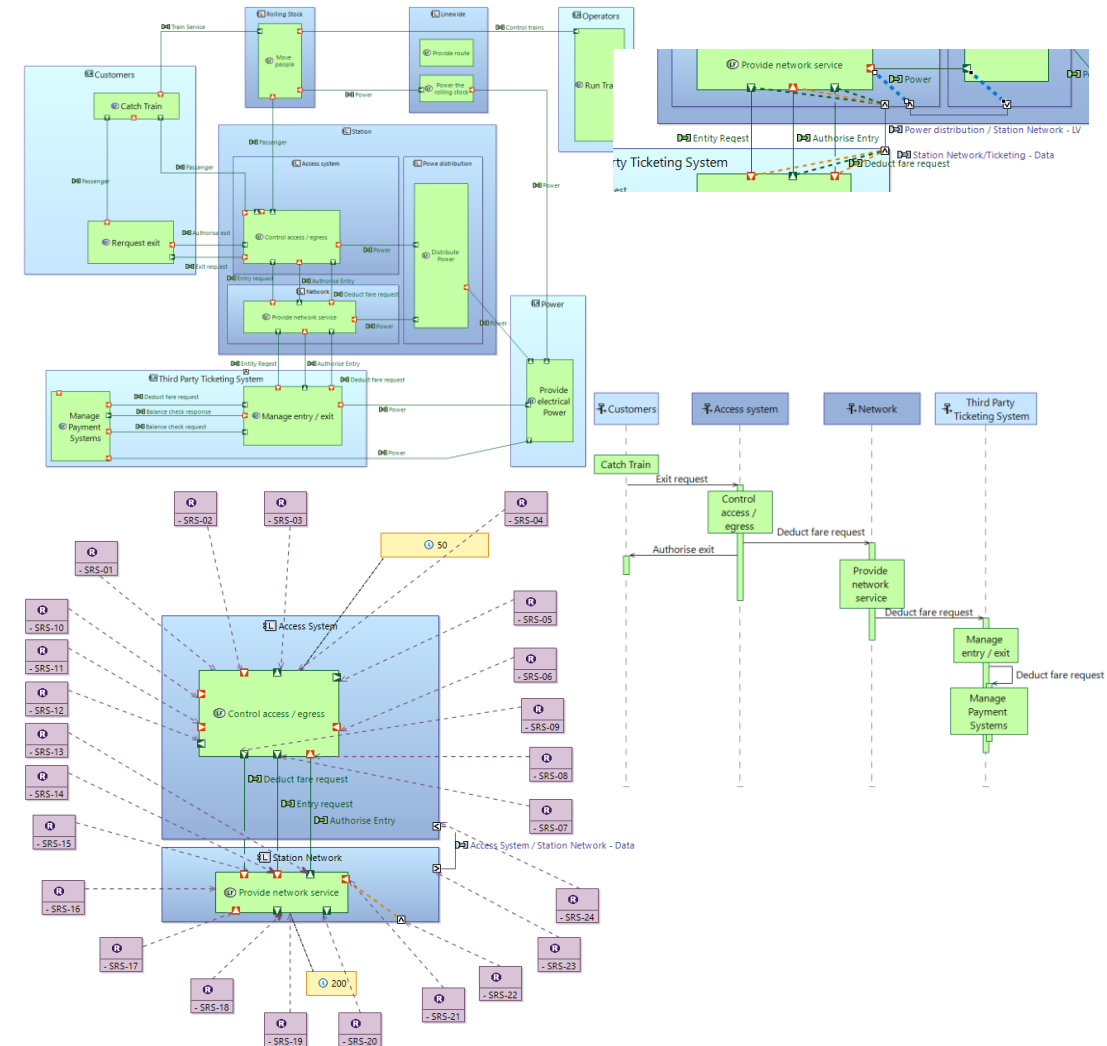 Rolling Stock
Linewide
Operators
Train Service
Control trains
Move
people
Provide route
Power the
rolling stock
Run Tra
Customers
Catch Train
Power
Passenger
Passenger
Passenger
Station
Access system
Powe distribution
Power
Rerquest exit
Authorise exit
Exit request
Control access / egress
Power
Distribute
Power
Entry request
Authorise Entry
Deduct fare request
Network
Provide network service
Power
Power
Power
Entity Reqest
Authorise Entry
Deduct fare request
Third Party Ticketing System
Manage
Payment
Systems
Deduct fare request
Balance check response
Balance check request
Manage entry / exit
Power
Power
Provide
electrical
Power
Provide network service
Power
Entity Reqest
Authorise Entry
Power distribution / Station Network - LV
Station Network/Ticketing - Data
Deduct fare request
rty Ticketing System
est
Customers
Access system
Network
Third Party
Ticketing System
Catch Train
Exit request
Control
access /
egress
Deduct fare request
Authorise exit
Provide
network
service
Deduct fare request
Manage
entry / exit
Deduct fare request
Manage
Payment
Systems
R
- SRS-02
R
- SRS-03
R
- SRS-04
50
R
- SRS-01
R
- SRS-10
R
- SRS-11
R
- SRS-12
R
- SRS-13
R
- SRS-14
R
- SRS-15
R
- SRS-16
R
- SRS-17
R
- SRS-18
R
- SRS-19
R
- SRS-20
R
- SRS-21
R
- SRS-22
R
- SRS-23
R
- SRS-24
R
- SRS-05
R
- SRS-06
R
- SRS-09
R
- SRS-08
R
- SRS-07
Access System
Control access / egress
Deduct fare request
Entry request
Authorise Entry
Access System / Station Network - Data
Station Network
Provide network service
200